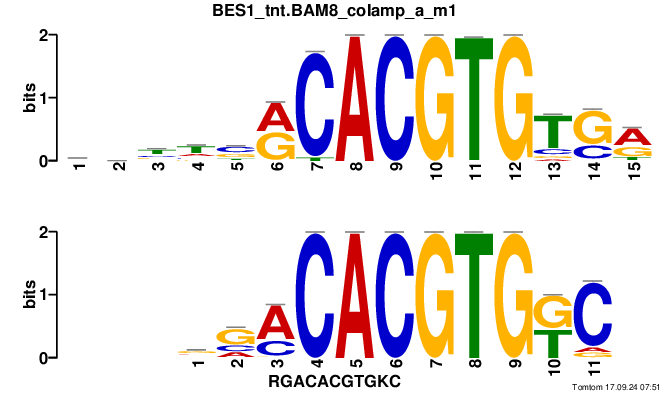 BES1_tnt.BAM8_colamp_a_m1
2
1
0
bits
1 2 3 4 5 6 7 8 9 10 11 12 13 14 15
T T C A G C T A C G T G T C G C A G
2
1
0
bits
1 2 3 4 5 6 7 8 9 10 11
G C A A C C A C G T G G T C A G
RGACACGTGKC
Tomtom 17.09.24 07:51